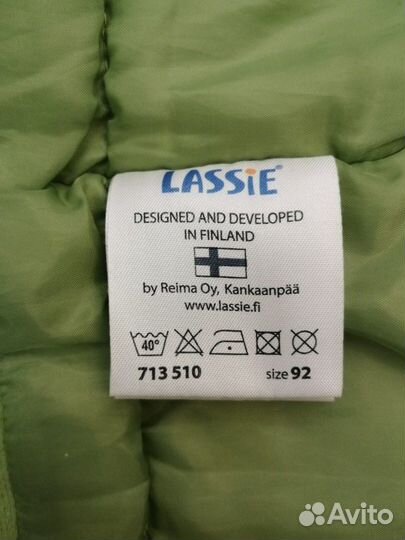 LASSiE
DESIGNED AND DEVELOPED
IN FINLAND
by Reima Oy, Kankaanpää
www.lassie.fi
40°
713 510 size 92
Avito